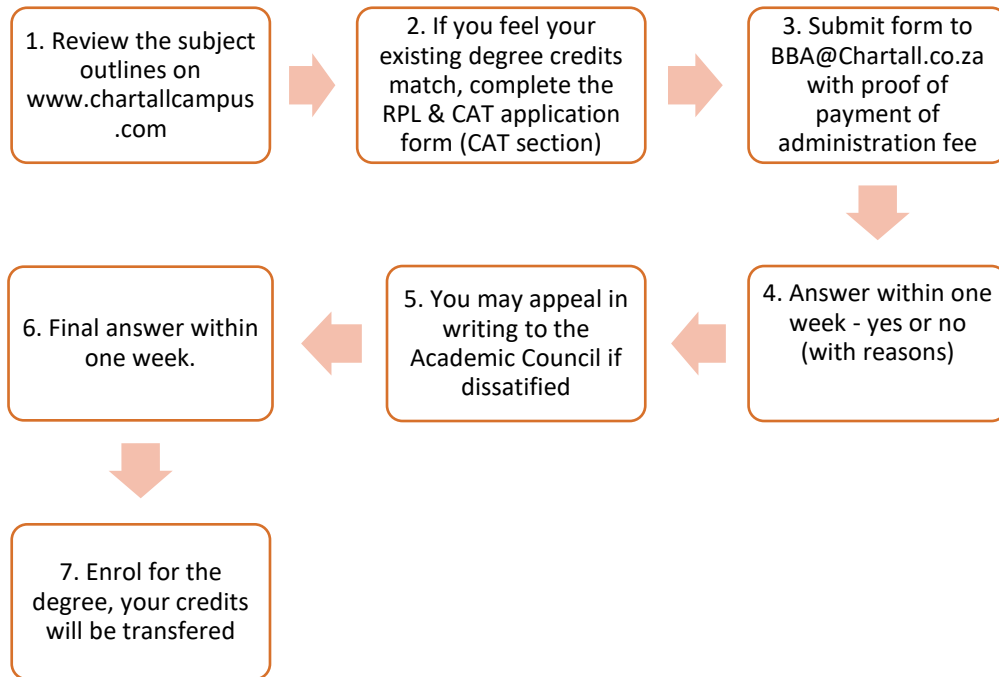 1. Review the subject
outlines on
www.chartallcampus
.com
2. If you feel your
existing degree credits
match, complete the
RPL & CAT application
form (CAT section)
3. Submit form to
BBA@Chartall.co.za
with proof of
payment of
administration fee
4. Answer within one
week - yes or no
(with reasons)
5. You may appeal in
writing to the
Academic Council if
dissatified
6. Final answer within
one week.
7. Enrol for the
degree, your credits
will be transfered